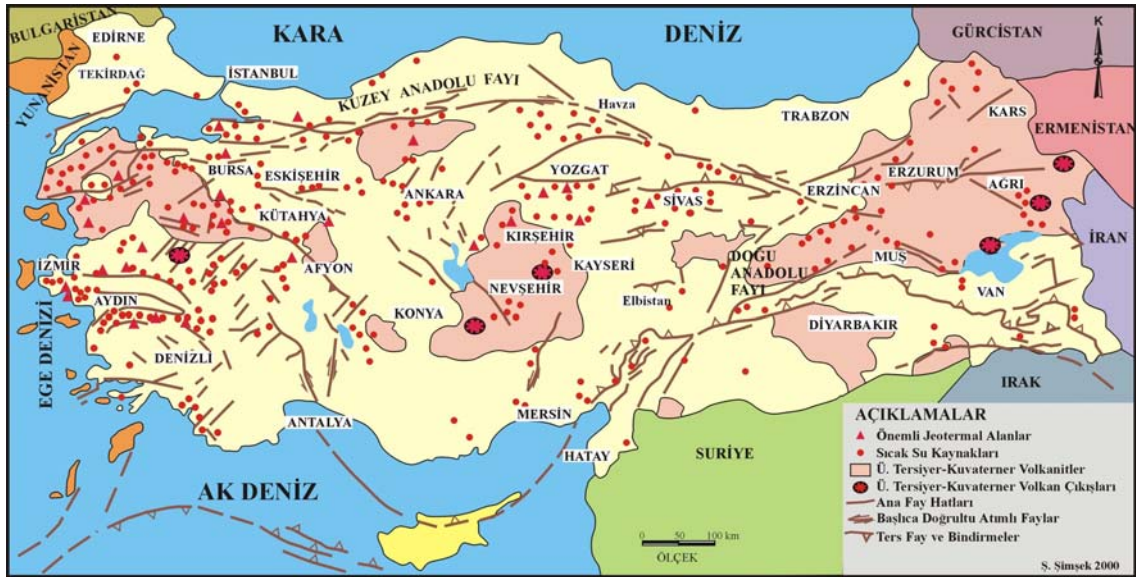 BULGARİSTAN
YUNANİSTAN
EDİRNE
TEKİRDAĞ
İSTANBUL
KARA
DENİZ
GÜRCİSTAN
K
KUZEY ANADOLU FAYI
Havza
TRABZON
KARS
ERMENİSTAN
BURSA
ESKİŞEHİR
ANKARA
YOZGAT
SİVAS
ERZİNCAN
ERZURUM
AĞRI
KÜTAHYA
KIRŞEHİR
KAYSERİ
DOĞU
ANADOLU
FAYI
MUŞ
İRAN
İZMİR
AFYON
NEVŞEHİR
Elbistan
VAN
AYDIN
KONYA
DİYARBAKIR
EGE DENİZİ
DENİZLİ
ANTALYA
MERSİN
HATAY
IRAK
SURİYE
AK DENİZ
0 50 100 km
ÖLÇEK
AÇIKLAMALAR
Önemli Jeotermal Alanlar
Sıcak Su Kaynakları
Ü. Tersiyer-Kuvaterner Volkanitler
Ü. Tersiyer-Kuvaterner Volkan Çıkışları
Ana Fay Hatları
Başlıca Doğrultu Atımlı Faylar
Ters Fay ve Bindirmeler
Ş. Şimşek 2000